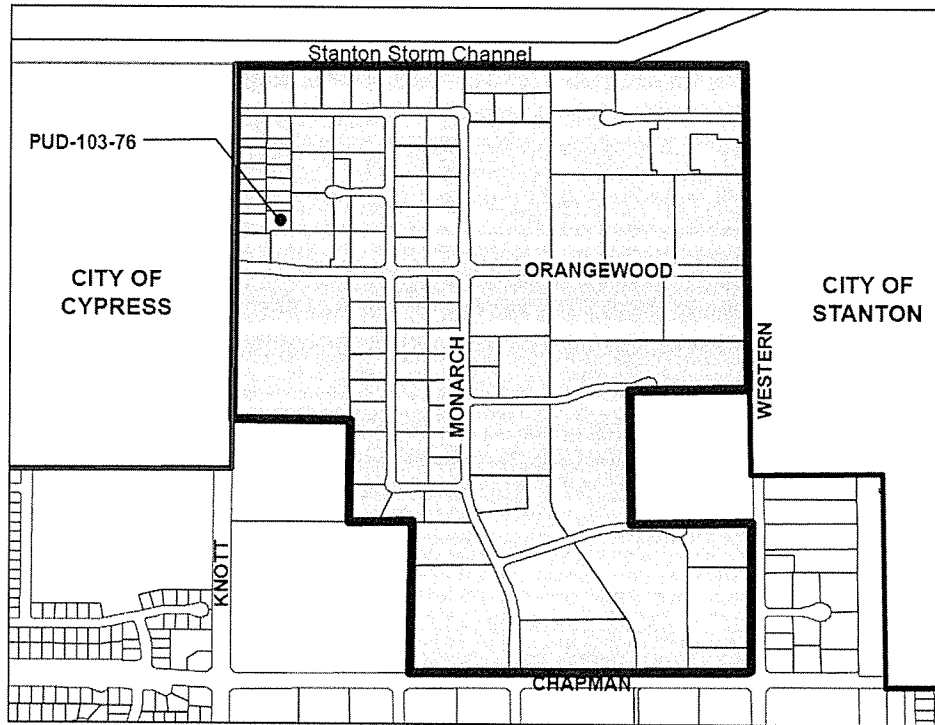 Stanton Storm Channel
PUD-103-76
CITY OF
CYPRESS
ORANGEWOOD
CITY OF
STANTON
MONARCH
WESTERN
KNOTT
CHAPMAN